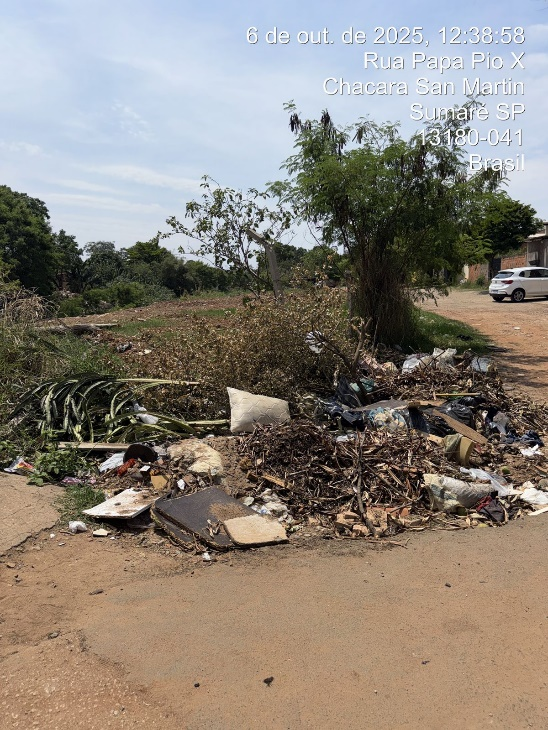 6 de out. de 2025, 12:38:58
Rua Papa Pio X
Chacara San Martin
Sumaré SP
13180-041
Brasil